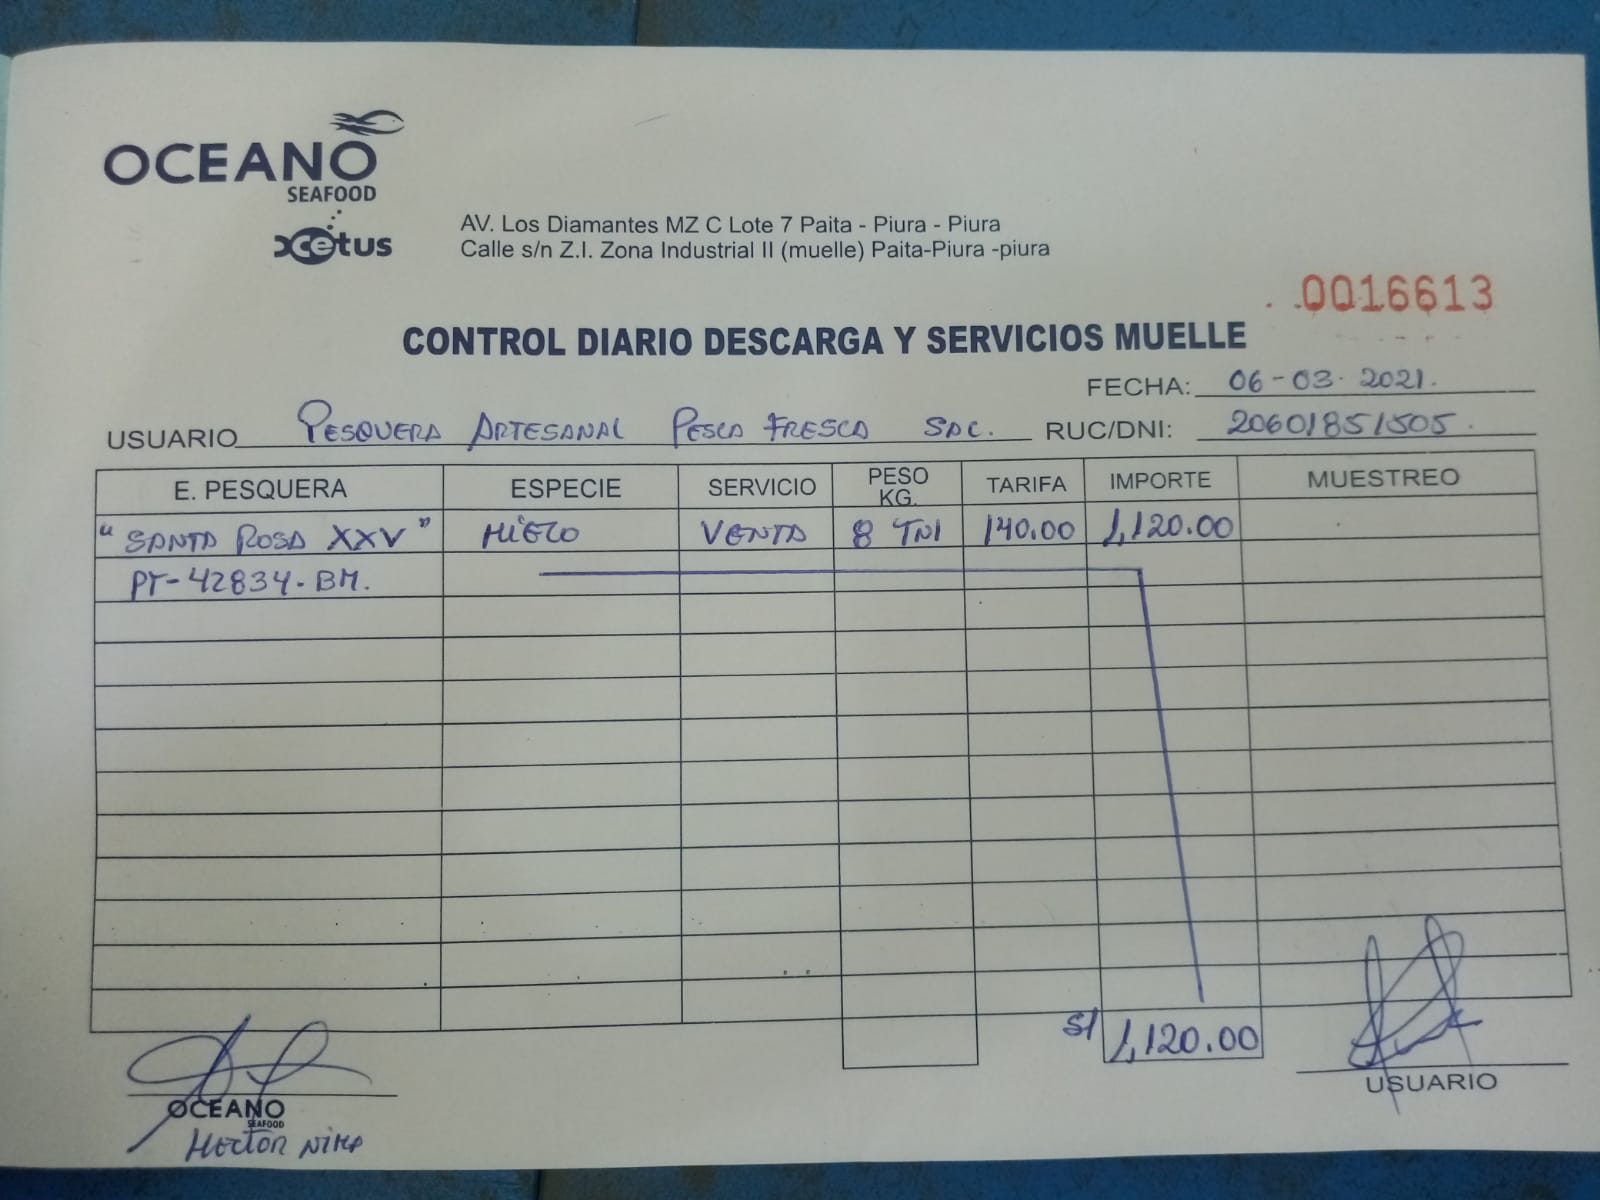 OCEANO
SEAFOOD
xcetus
AV. Los Diamantes MZ C Lote 7 Paita - Piura - Piura
Calle s/n Z.I. Zona Industrial II (muelle) Paita-Piura -piura
0016613
CONTROL DIARIO DESCARGA Y SERVICIOS MUELLE
FECHA: 06-03-2021.
USUARIO PESQUERA ARTESANAL PESCA FRESCA SAC. RUC/DNI: 20601851505.
E. PESQUERA ESPECIE SERVICIO PESO KG. TARIFA IMPORTE MUESTREO
"SANTA ROSA XXV" HiELO VENTA 8 TNI 140.00 1,120.00
PT-42834-BM.
S/ 1,120.00
USUARIO
OCEANO
SEAFOOD
HECTOR NIMA